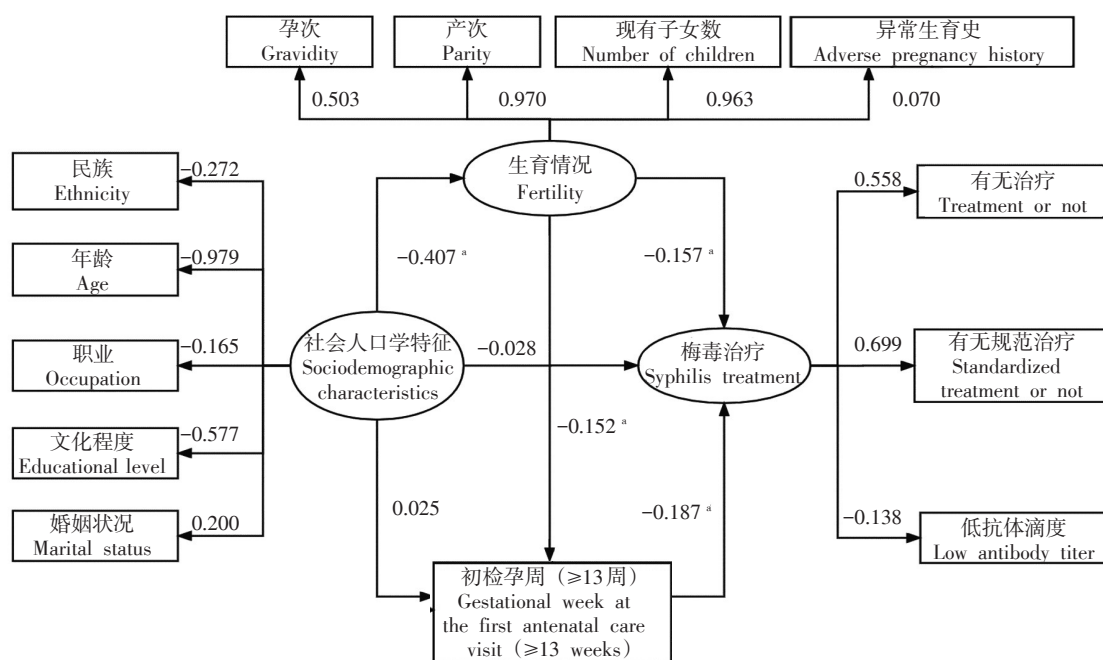 孕次
Gravidity
产次
Parity
现有子女数
Number of children
异常生育史
Adverse pregnancy history
0.503
0.970
0.963
0.070
生育情况
Fertility
民族
Ethnicity
-0.272
年龄
Age
-0.979
职业
Occupation
-0.165
文化程度
Educational level
-0.577
婚姻状况
Marital status
0.200
社会人口学特征
Sociodemographic
characteristics
-0.407 a
-0.157 a
-0.028
-0.152 a
0.025
-0.187 a
梅毒治疗
Syphilis treatment
初检孕周（≥13周）
Gestational week at
the first antenatal care
visit（≥13 weeks）
0.558
有无治疗
Treatment or not
0.699
有无规范治疗
Standardized
treatment or not
-0.138
低抗体滴度
Low antibody titer